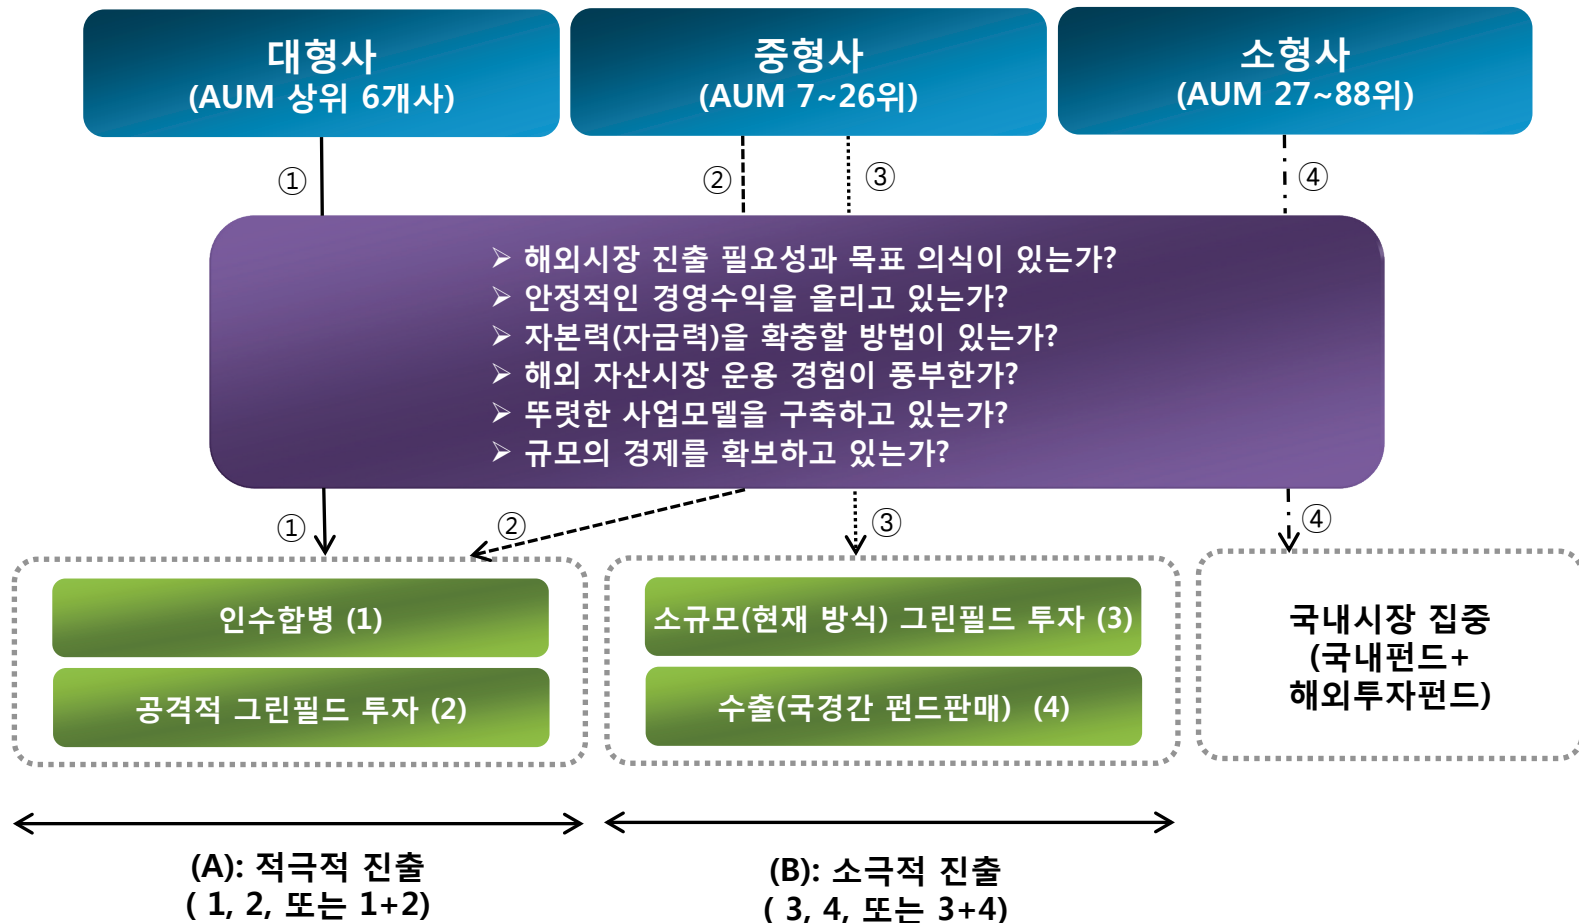 대형사
(AUM 상위 6개사)
중형사
(AUM 7~26위)
소형사
(AUM 27~88위)
①
②
③
④
➢ 해외시장 진출 필요성과 목표 의식이 있는가?
➢ 안정적인 경영수익을 올리고 있는가?
➢ 자본력(자금력)을 확충할 방법이 있는가?
➢ 해외 자산시장 운용 경험이 풍부한가?
➢ 뚜렷한 사업모델을 구축하고 있는가?
➢ 규모의 경제를 확보하고 있는가?
①
②
③
④
인수합병 (1)
공격적 그린필드 투자 (2)
소규모(현재 방식) 그린필드 투자 (3)
수출(국경간 펀드판매) (4)
국내시장 집중
(국내펀드+
해외투자펀드)
(A): 적극적 진출
( 1, 2, 또는 1+2)
(B): 소극적 진출
( 3, 4, 또는 3+4)